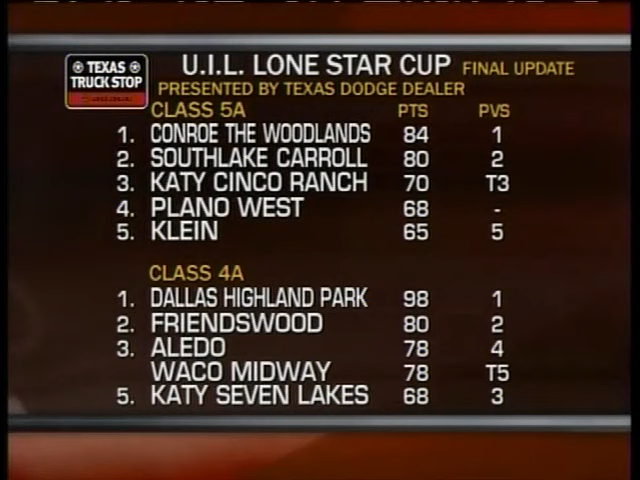 TEXAS
TRUCK STOP
U.I.L. LONE STAR CUP FINAL UPDATE
PRESENTED BY TEXAS DODGE DEALER
CLASS 5A PTS PVS
1. CONROE THE WOODLANDS 84 1
2. SOUTHLAKE CARROLL 80 2
3. KATY CINCO RANCH 70 T3
4. PLANO WEST 68 -
5. KLEIN 65 5
CLASS 4A
1. DALLAS HIGHLAND PARK 98 1
2. FRIENDSWOOD 80 2
3. ALEDO 78 4
WACO MIDWAY 78 T5
5. KATY SEVEN LAKES 68 3